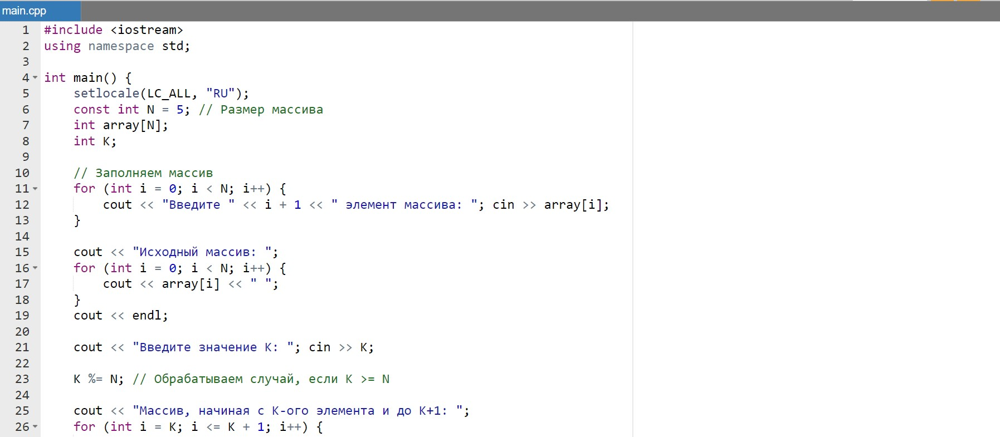 main.cpp
1 #include <iostream>
2 using namespace std;
3
4 int main() {
5     setlocale(LC_ALL, "RU");
6     const int N = 5; // Размер массива
7     int array[N];
8     int K;
9
10     // Заполняем массив
11     for (int i = 0; i < N; i++) {
12         cout << "Введите " << i + 1 << " элемент массива: "; cin >> array[i];
13     }
14
15     cout << "Исходный массив: ";
16     for (int i = 0; i < N; i++) {
17         cout << array[i] << " ";
18     }
19     cout << endl;
20
21     cout << "Введите значение K: "; cin >> K;
22
23     K %= N; // Обрабатываем случай, если K >= N
24
25     cout << "Массив, начиная с K-ого элемента и до K+1: ";
26     for (int i = K; i <= K + 1; i++) {